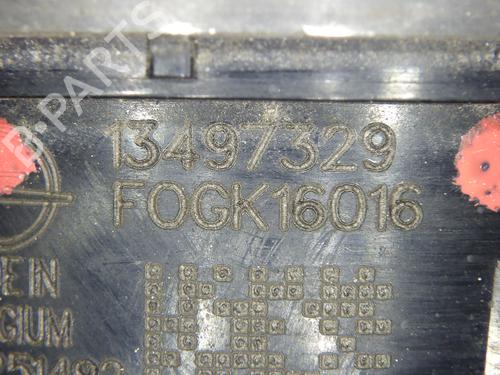 B-PARTS
13497329
FOGK16016
E IN
GIUM